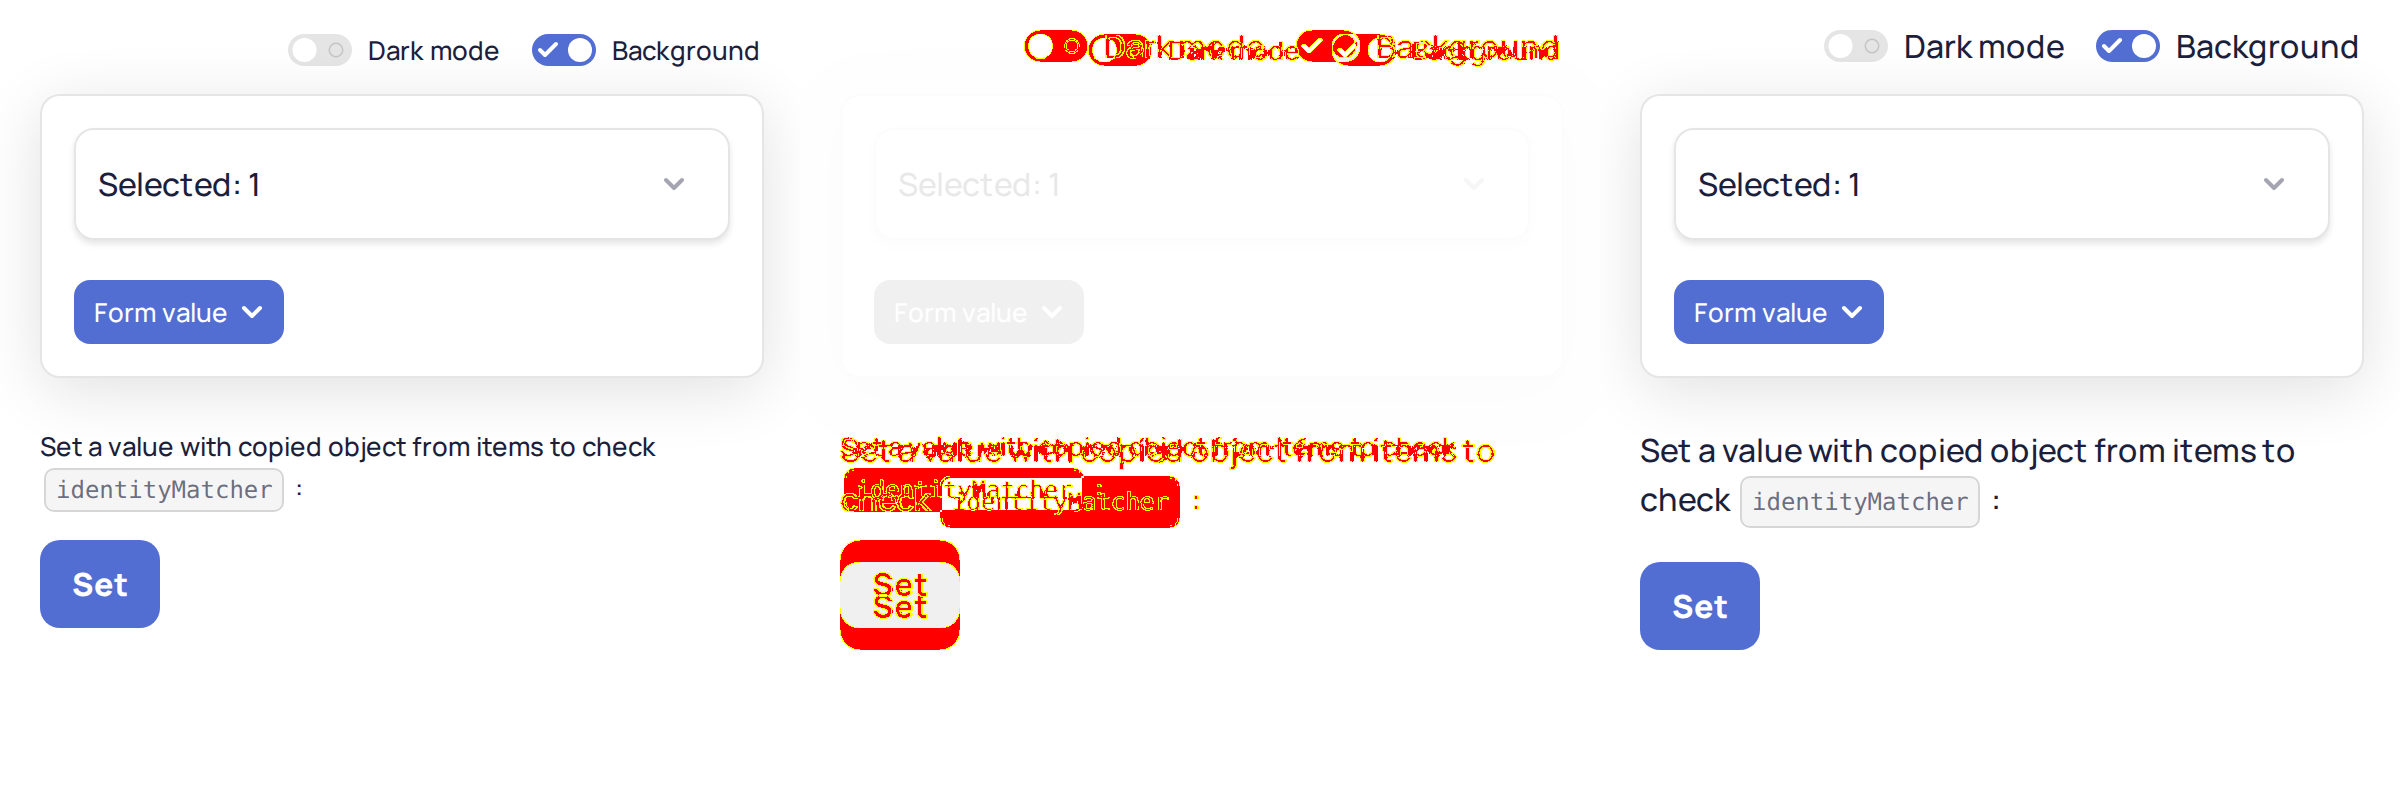 Dark mode Background
Selected: 1
Form value
Set a value with copied object from items to check
identityMatcher :
Set
Dark mode Background
Selected: 1
Form value
Set a value with copied object from items to
check identityMatcher :
Set
Set
Dark mode Background
Selected: 1
Form value
Set a value with copied object from items to
check identityMatcher :
Set